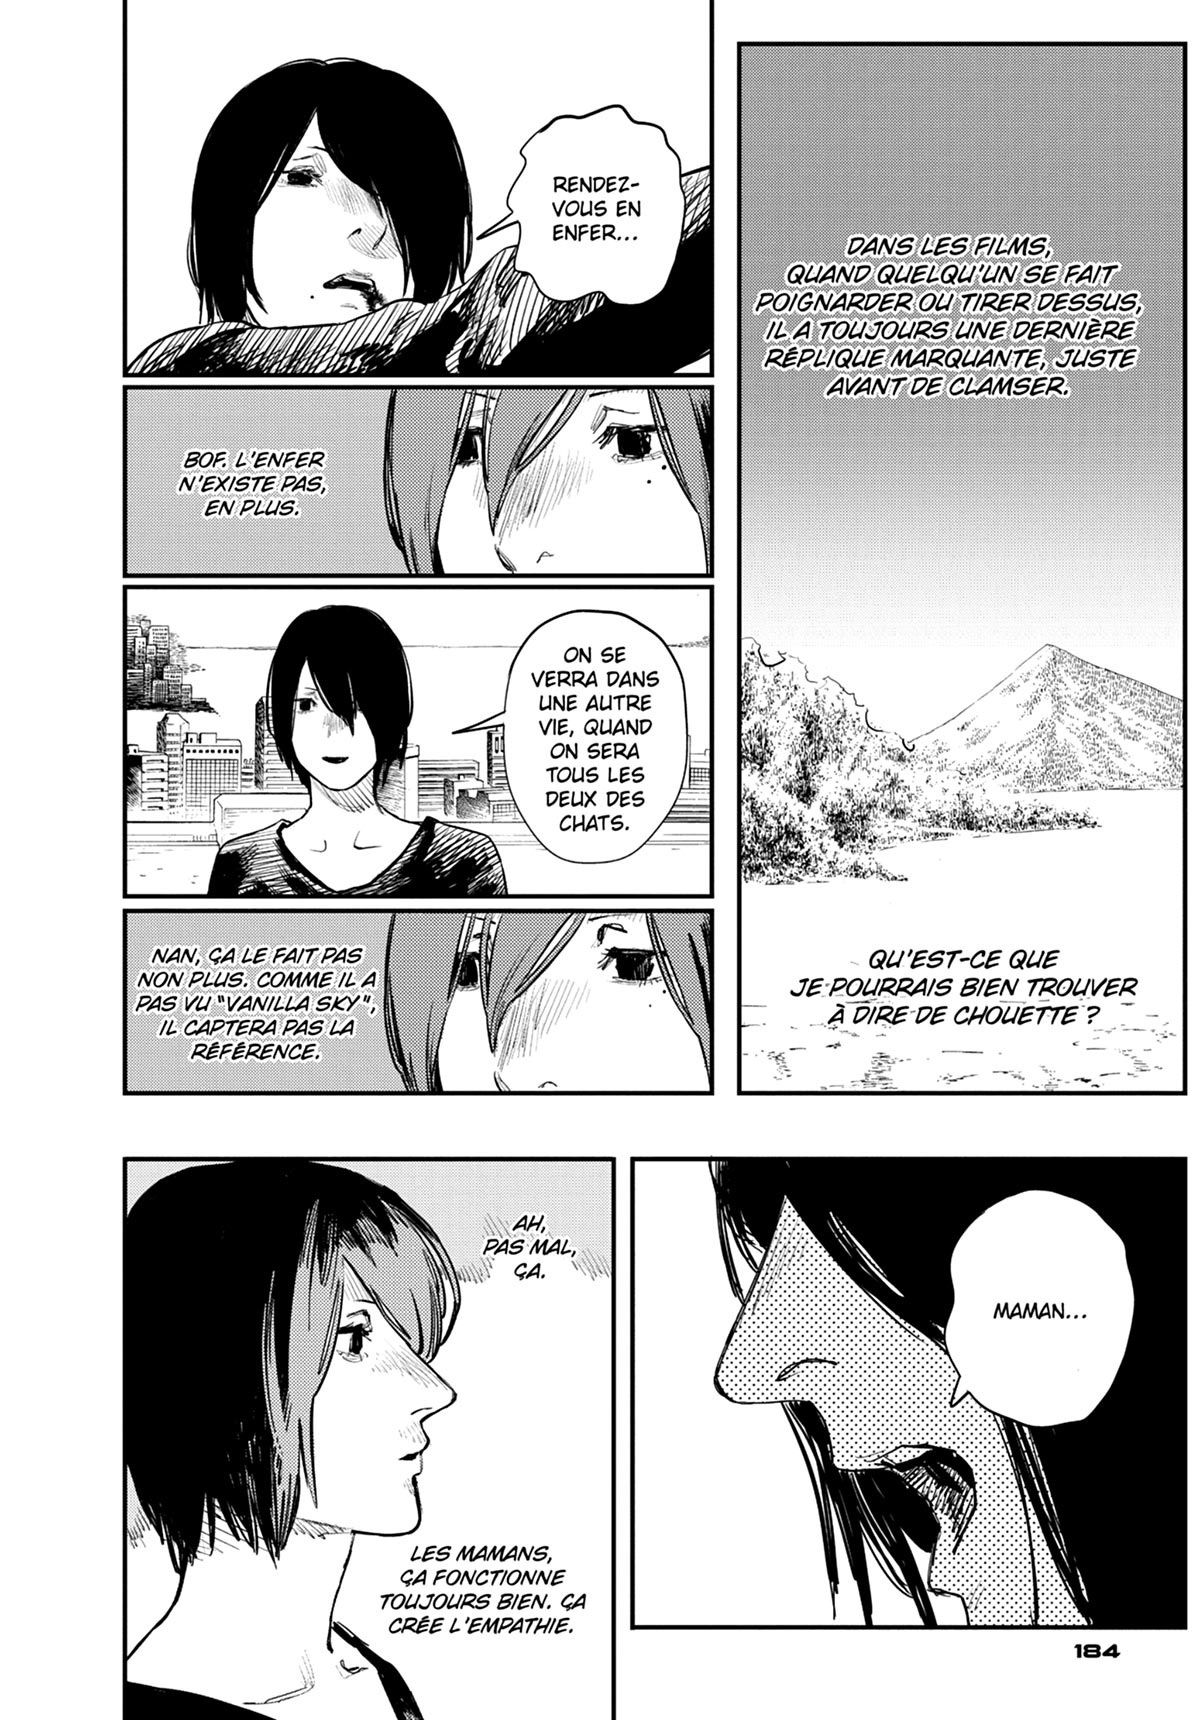 DANS LES FILMS,
QUAND QUELQU'UN SE FAIT
POIGNARDER OU TIRER DESSUS,
IL A TOUJOURS UNE DERNIÈRE
RÉPLIQUE MARQUANTE, JUSTE
AVANT DE CLAMSER.
QU'EST-CE QUE
JE POURRAIS BIEN TROUVER
À DIRE DE CHOUETTE ?
RENDEZ-
VOUS EN
ENFER...
BOF. L'ENFER
N'EXISTE PAS,
EN PLUS.
ON SE
VERRA DANS
UNE AUTRE
VIE, QUAND
ON SERA
TOUS LES
DEUX DES
CHATS.
NAN, ÇA LE FAIT PAS
NON PLUS. COMME IL A
PAS VU "VANILLA SKY",
IL CAPTERA PAS LA
RÉFÉRENCE.
MAMAN...
AH,
PAS MAL,
ÇA.
LES MAMANS,
ÇA FONCTIONNE
TOUJOURS BIEN. ÇA
CRÉE L'EMPATHIE.
184